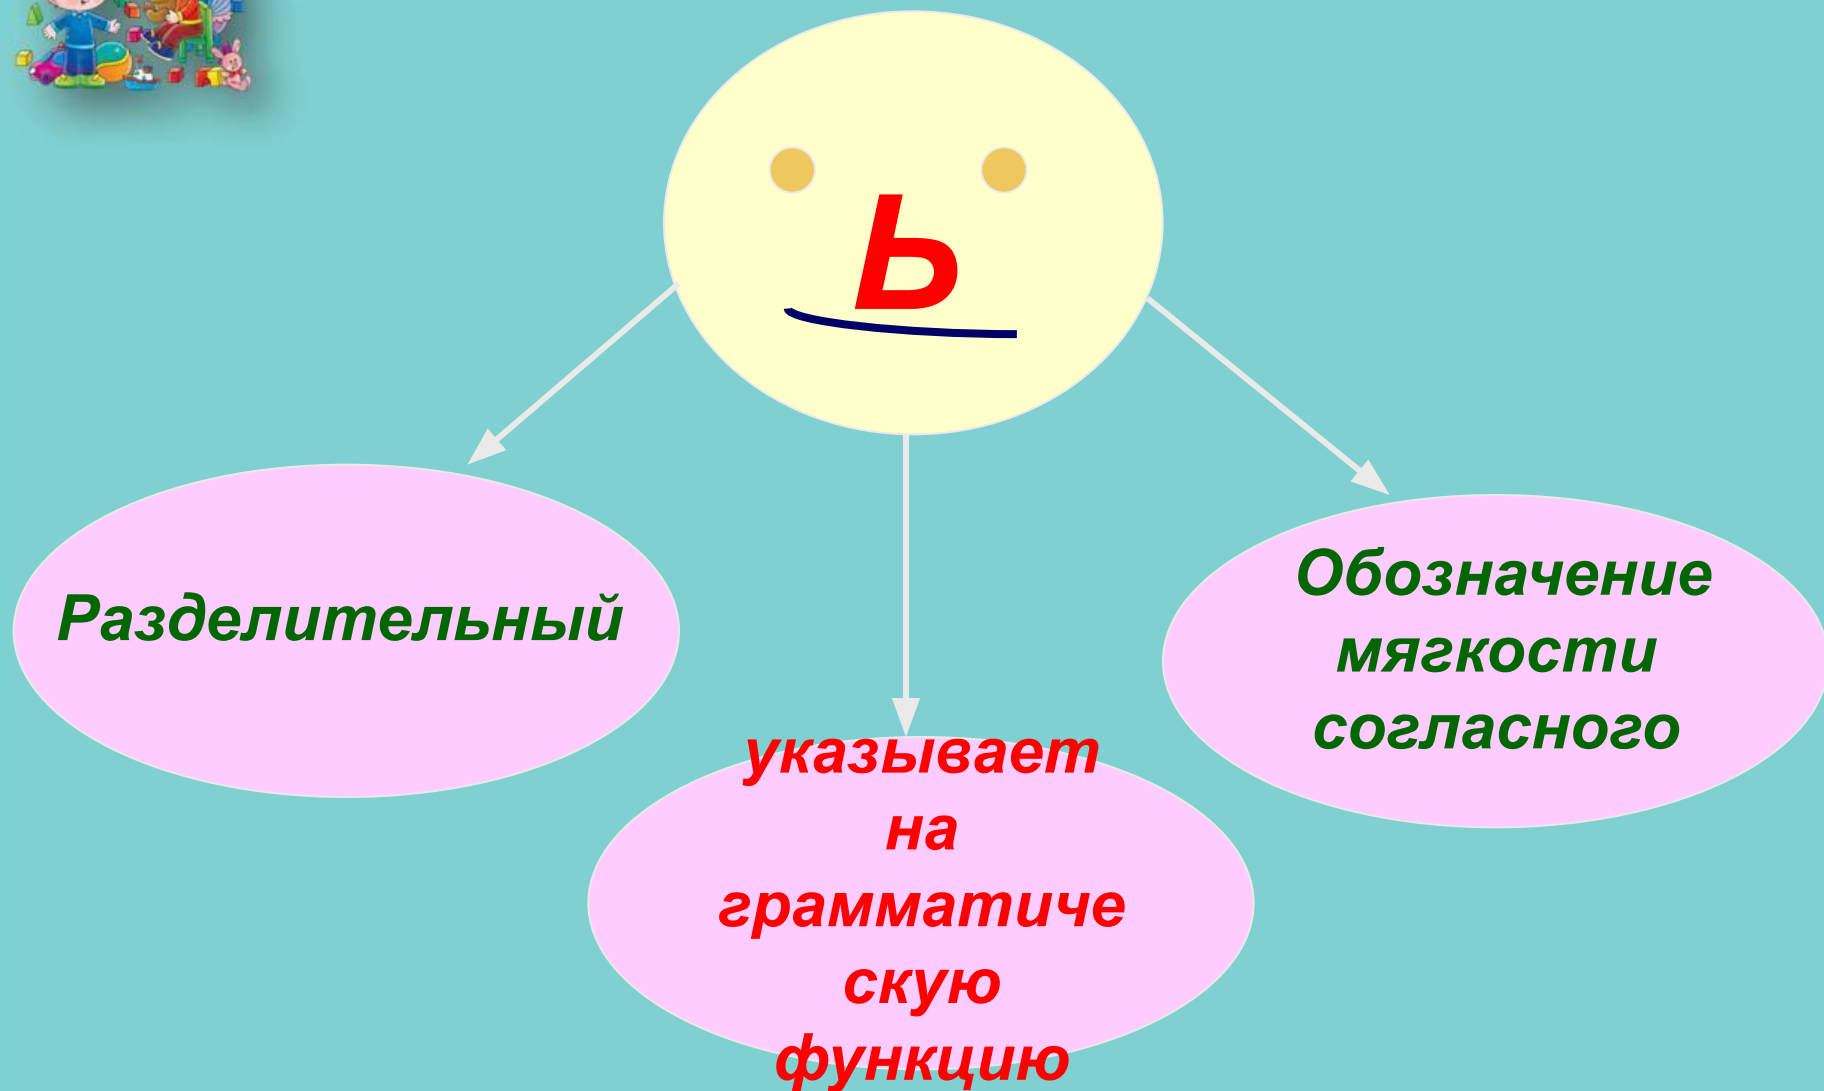 Ь
Разделительный
указывает
на
грамматиче
скую
функцию
Обозначение
мягкости
согласного